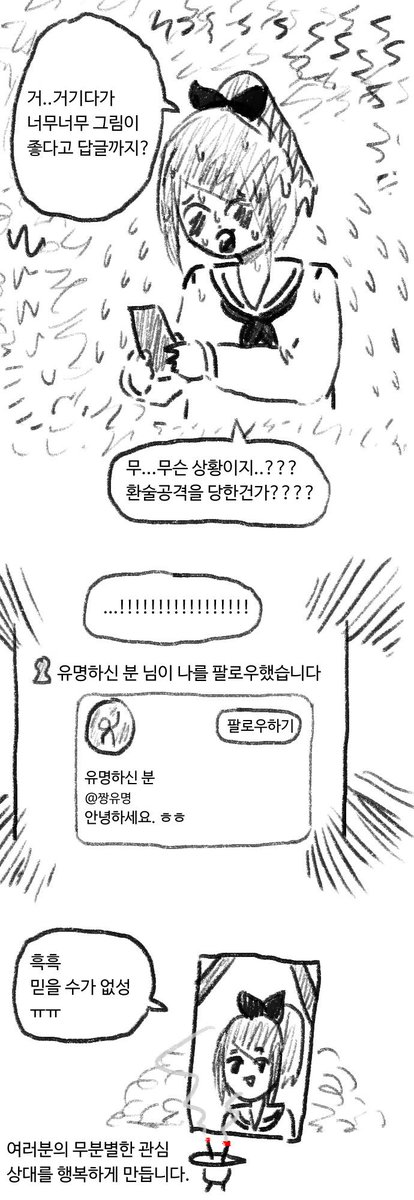 거..거기다가
너무너무 그림이
좋다고 답글까지?
무...무슨 상황이지..???
환술공격을 당한건가????
...!!!!!!!!!!!!!!!!!
유명하신 분 님이 나를 팔로우했습니다
팔로우하기
유명하신 분
@짱유명
안녕하세요. ㅎㅎ
흑흑
믿을 수가 없성
ㅠㅠ
여러분의 무분별한 관심
상대를 행복하게 만듭니다.